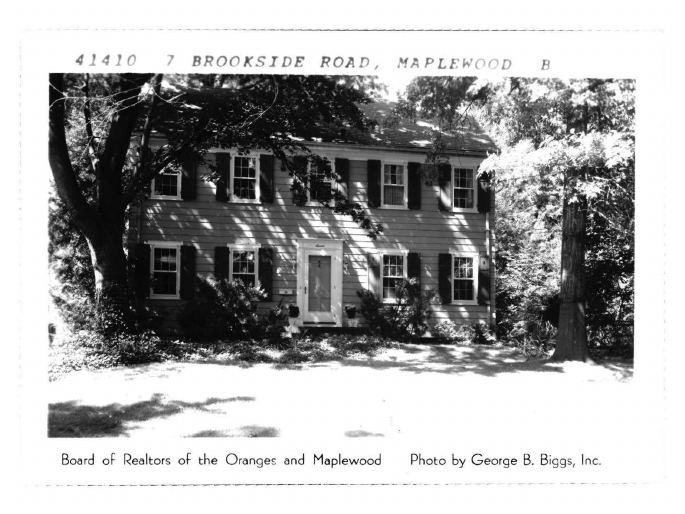 41410 7 BROOKSIDE ROAD, MAPLEWOOD B
Board of Realtors of the Oranges and Maplewood Photo by George B. Biggs, Inc.